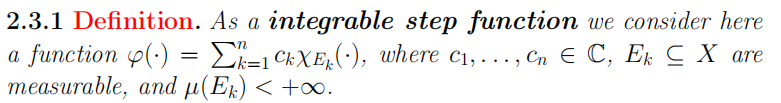 2.3.1 Definition. As a integrable step function we consider here
a function φ(·) = ∑ⁿₖ₌₁ cₖχ_{Eₖ}(·), where c₁, . . . , cₙ ∈ ℂ, Eₖ ⊆ X are
measurable, and μ(Eₖ) < +∞.